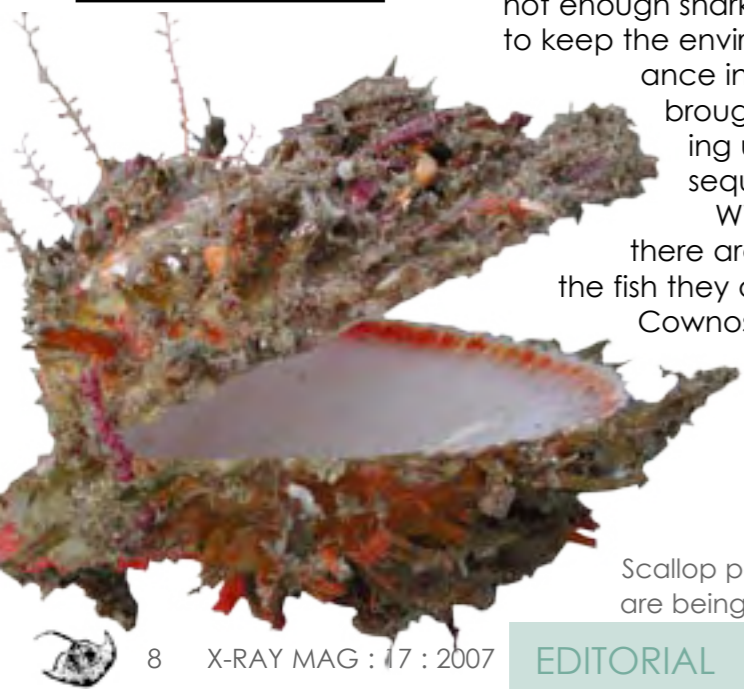 not enough shark
to keep the envir
ance in
broug
ing u
sequ
W
there ar
the fish they
Cownos
Scallop p
are being
8 X-RAY MAG : 17 : 2007 EDITORIAL